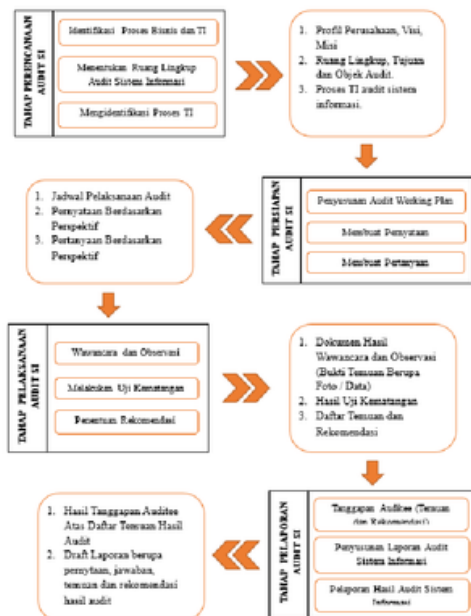 TAHAP PERENCANAAN
AUDIT SI
Identifikasi Proses Bisnis dan TI
Menentukan Ruang Lingkup
Audit Sistem Informasi
Mengidentifikasi Proses TI
1. Profil Perusahaan, Visi,
Misi
2. Ruang Lingkup, Tujuan
dan Objek Audit.
3. Proses TI audit sistem
informasi.
TAHAP PERSIAPAN
AUDIT SI
Penyusunan Audit Working Plan
Membuat Pernyataan
Membuat Pertanyaan
1. Jadwal Pelaksanaan Audit
2. Pernyataan Berdasarkan
Perspektif
3. Pertanyaan Berdasarkan
Perspektif
TAHAP PELAKSANAAN
AUDIT SI
Wawancara dan Observasi
Melakukan Uji Kematangan
Penentuan Rekomendasi
1. Dokumen Hasil
Wawancara dan Observasi
(Bukti Temuan Berupa
Foto / Data)
2. Hasil Uji Kematangan
3. Daftar Temuan dan
Rekomendasi
TAHAP PELAPORAN
AUDIT SI
Tanggapan Auditee (Temuan
dan Rekomendasi)
Penyusunan Laporan Audit
Sistem Informasi
Pelaporan Hasil Audit Sistem
Informasi
1. Hasil Tanggapan Auditee
Atas Daftar Temuan Hasil
Audit
2. Draft Laporan berupa
pernytaan, jawaban,
temuan dan rekomendasi
hasil audit